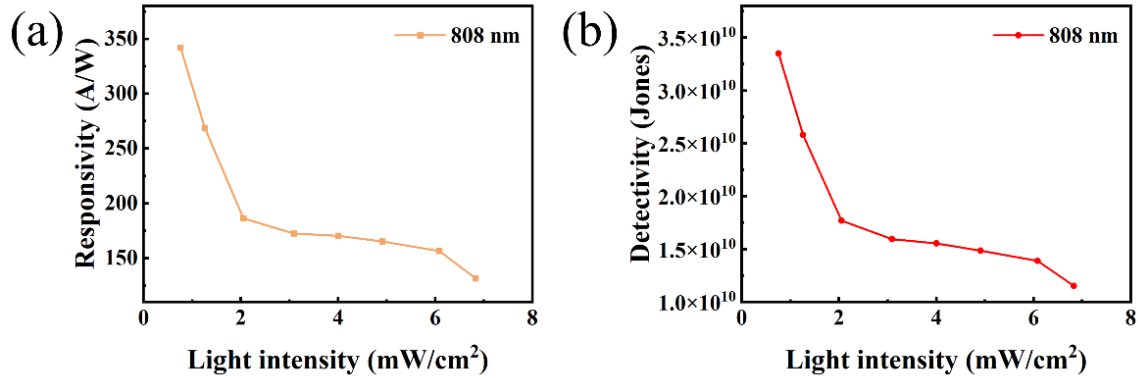 (a)
808 nm
Responsivity (A/W)
350
300
250
200
150
0 2 4 6 8
Light intensity (mW/cm²)
(b)
808 nm
Detectivity (Jones)
3.5×10¹⁰
3.0×10¹⁰
2.5×10¹⁰
2.0×10¹⁰
1.5×10¹⁰
1.0×10¹⁰
0 2 4 6 8
Light intensity (mW/cm²)